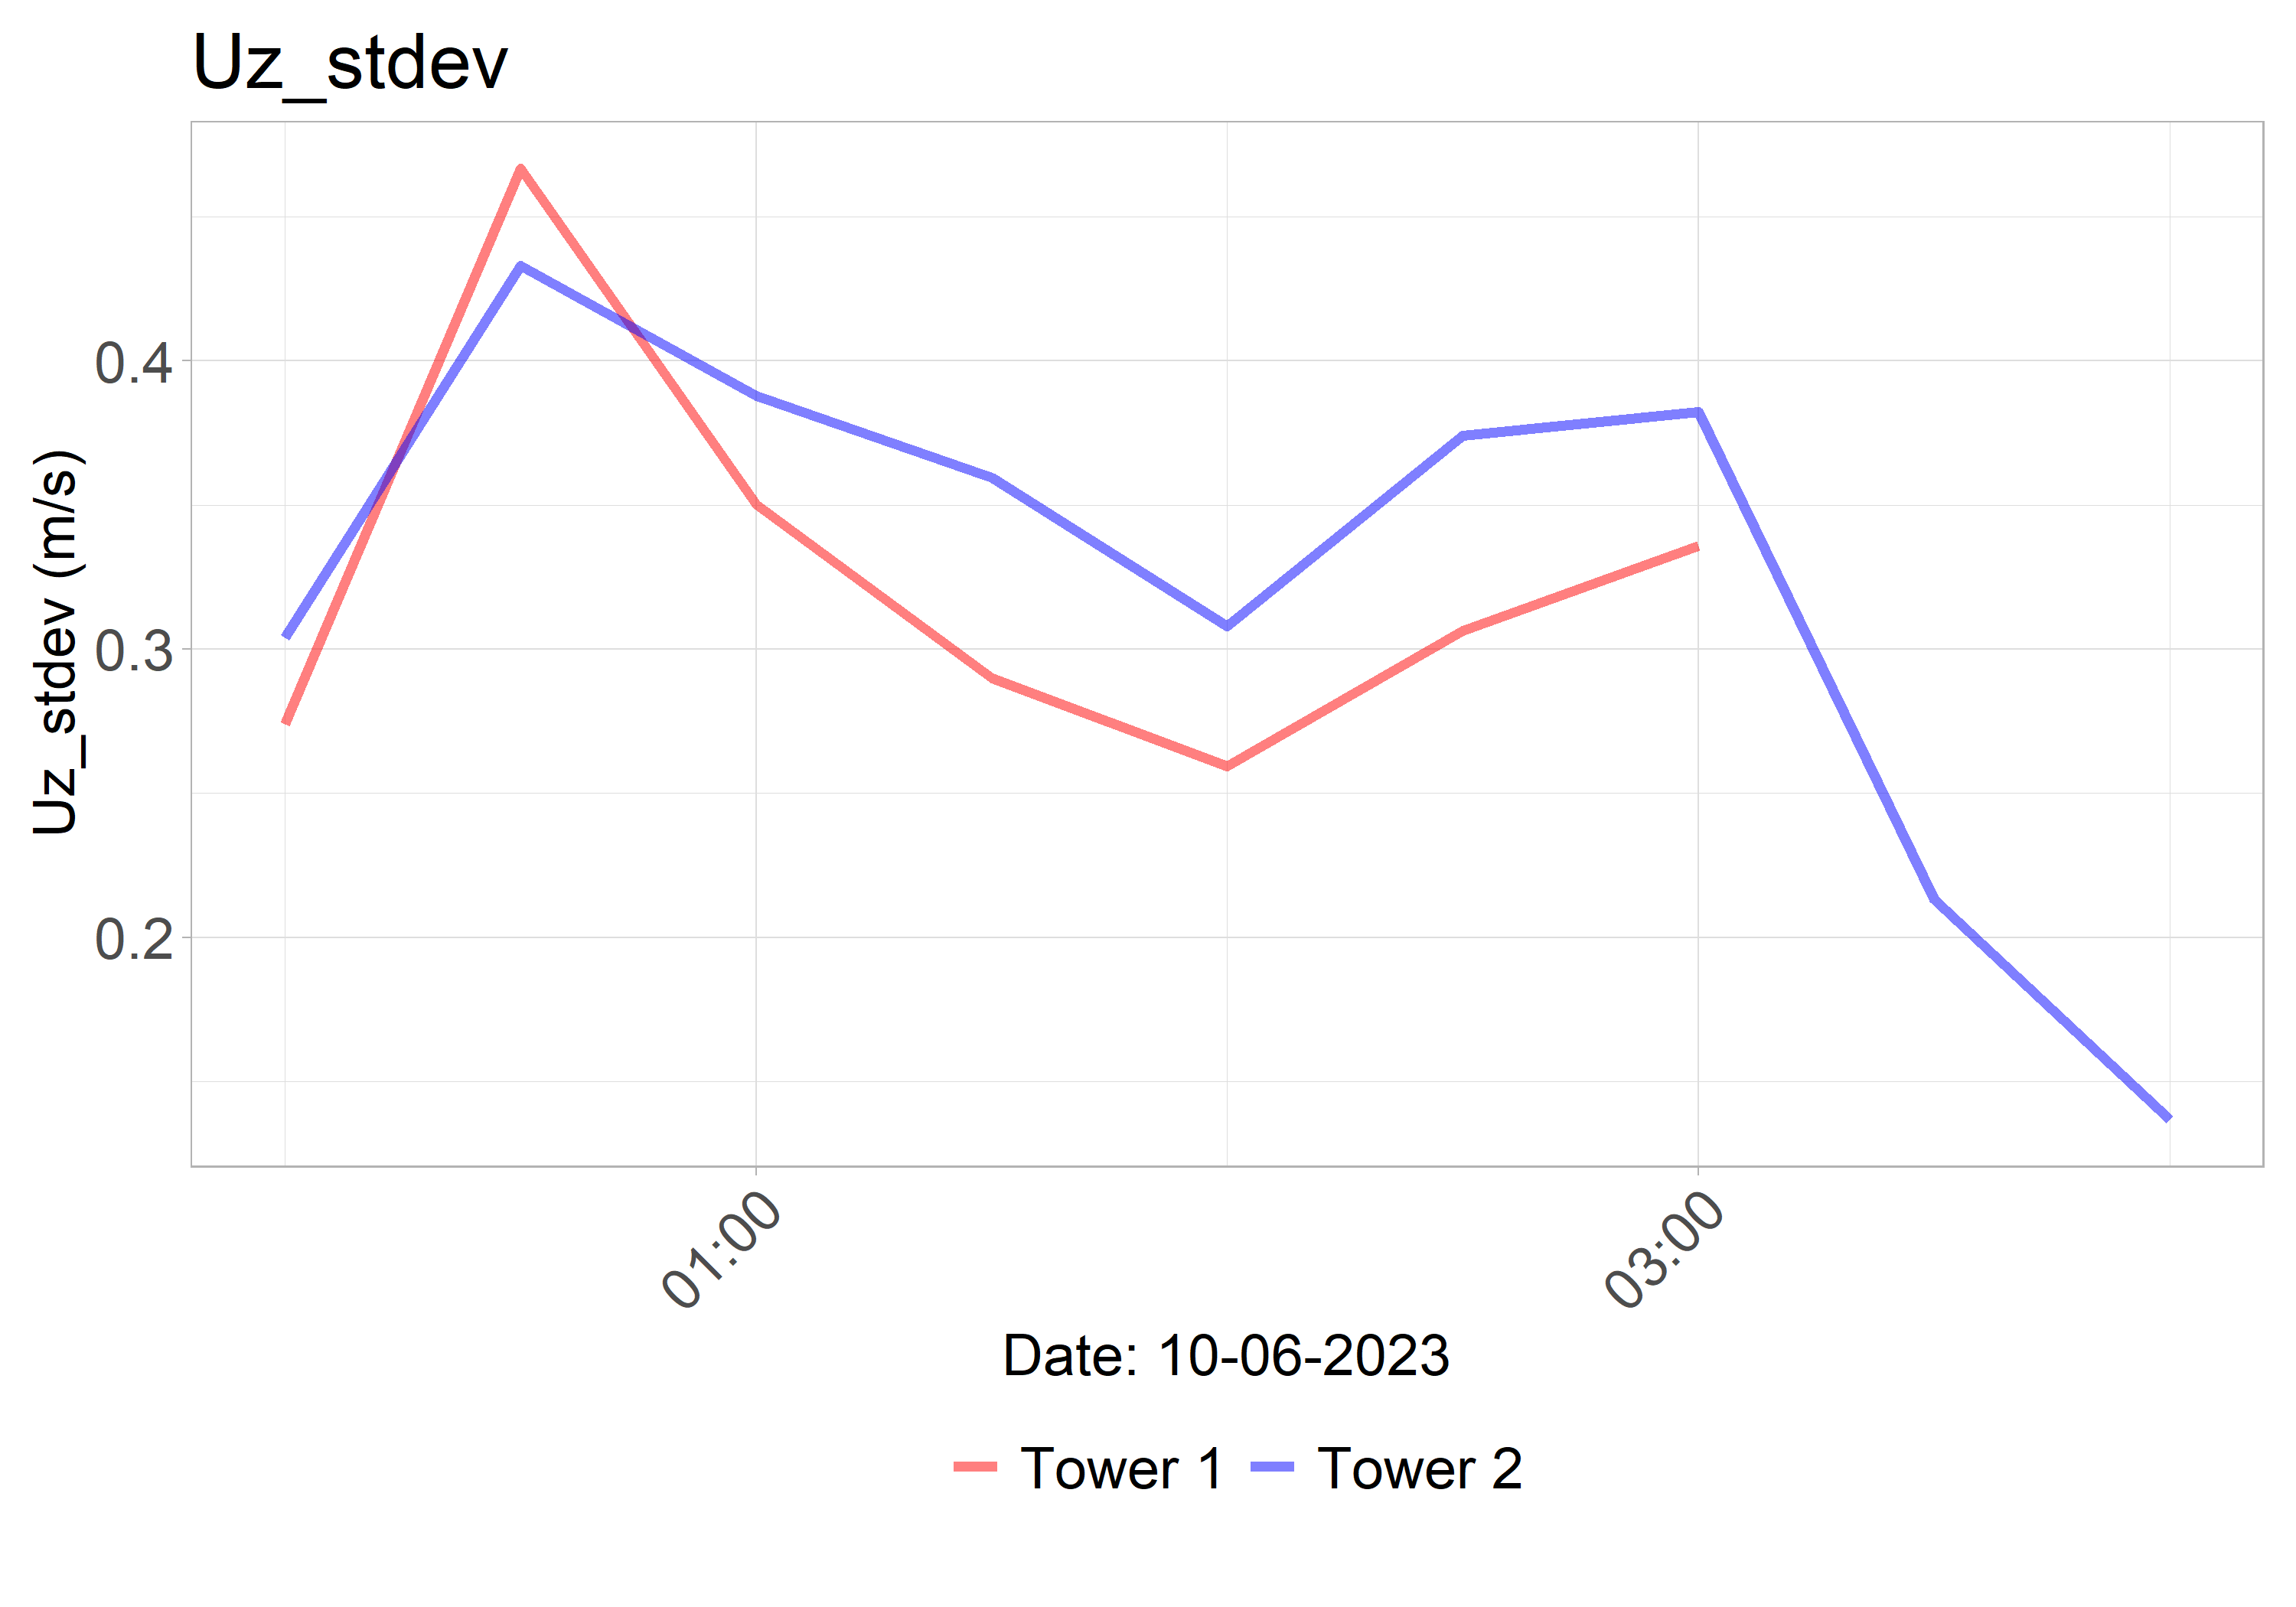 Uz_stdev
Uz_stdev (m/s)
0.4
0.3
0.2
01:00
03:00
Date: 10-06-2023
Tower 1
Tower 2